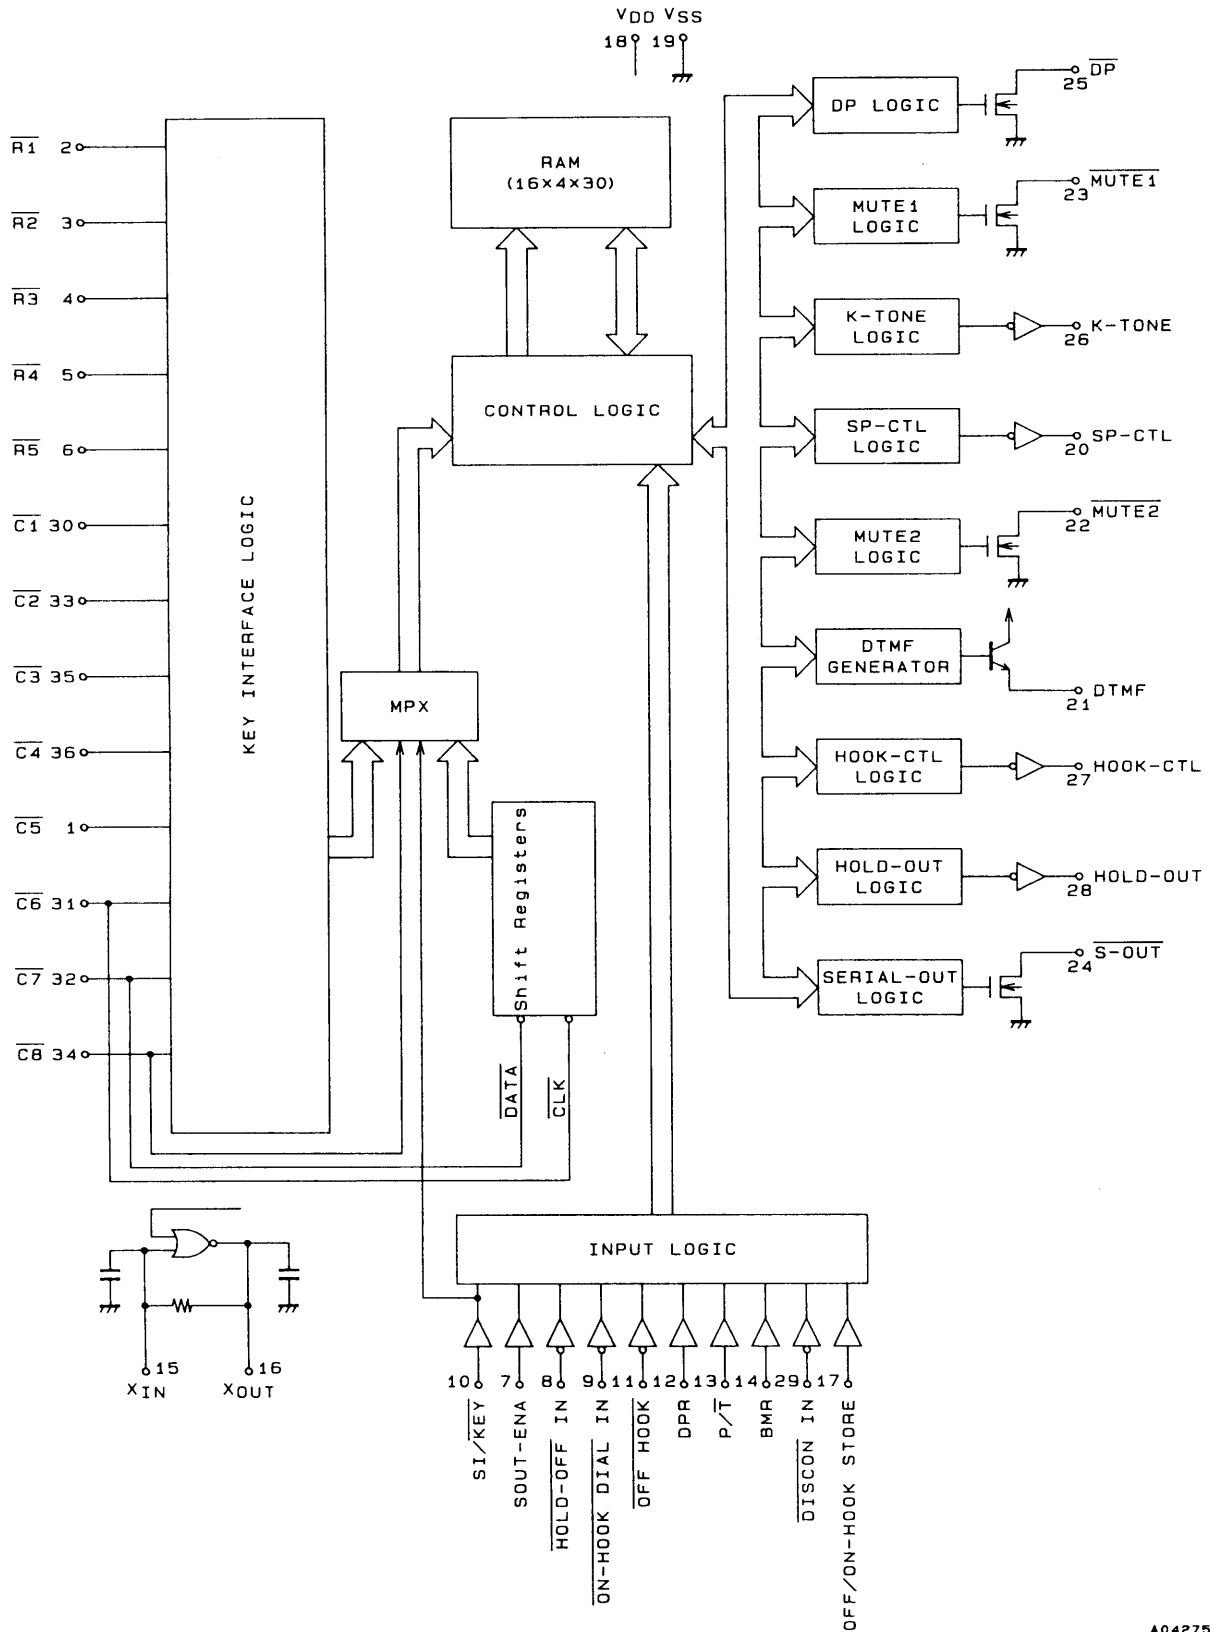 VDD VSS
18 19
R1 2
R2 3
R3 4
R4 5
R5 6
C1 30
C2 33
C3 35
C4 36
C5 1
C6 31
C7 32
C8 34
KEY INTERFACE LOGIC
RAM
(16×4×30)
CONTROL LOGIC
MPX
Shift Registers
DATA
CLK
DP LOGIC
DP
25
MUTE1
LOGIC
MUTE1
23
K-TONE
LOGIC
K-TONE
26
SP-CTL
LOGIC
SP-CTL
20
MUTE2
LOGIC
MUTE2
22
DTMF
GENERATOR
DTMF
21
HOOK-CTL
LOGIC
HOOK-CTL
27
HOLD-OUT
LOGIC
HOLD-OUT
28
SERIAL-OUT
LOGIC
S-OUT
24
INPUT LOGIC
15
XIN
16
XOUT
10
7
8
9
11
12
13
14
29
17
SI/KEY
SOUT-ENA
HOLD-OFF IN
ON-HOOK DIAL IN
OFF HOOK
DPR
P/T
BMR
DISCON IN
OFF/ON-HOOK STORE
A04275